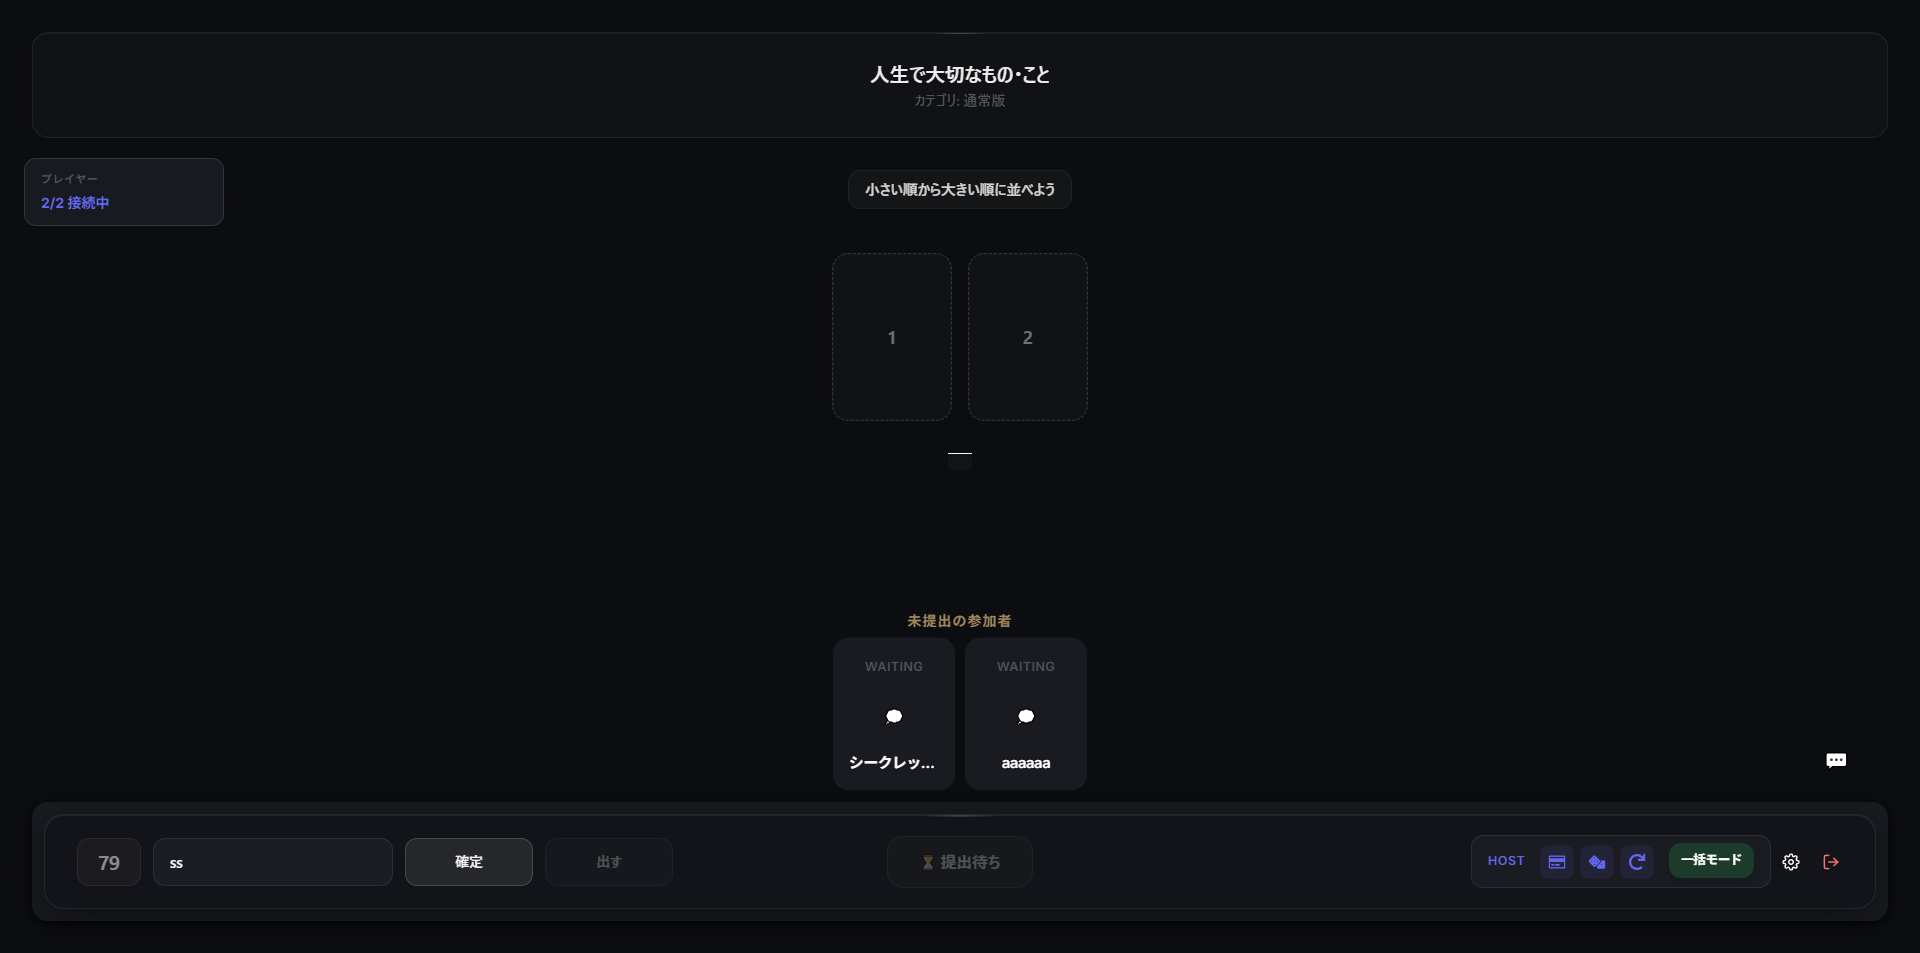 人生で大切なもの・こと
カテゴリ: 通常版
プレイヤー
2/2 接続中
小さい順から大きい順に並べよう
1
2
未提出の参加者
WAITING
WAITING
シークレッ...
aaaaaa
79
ss
確定
出す
提出待ち
HOST
一括モード